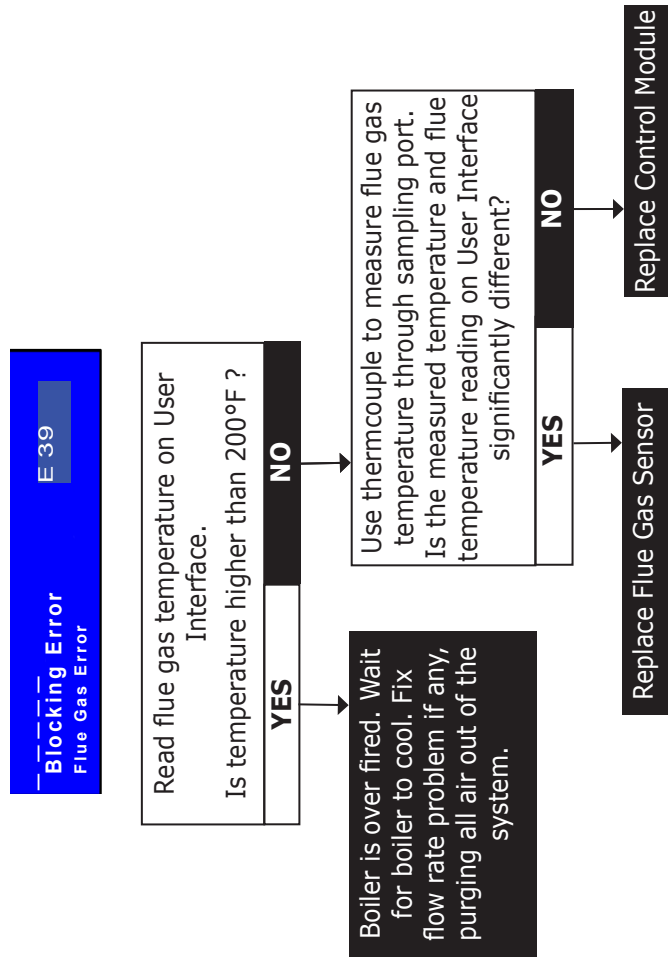 E 39
Blocking Error
Flue Gas Error
Read flue gas temperature on User
Interface.
Is temperature higher than 200°F ?
YES
NO
Boiler is over fired. Wait
for boiler to cool. Fix
flow rate problem if any,
purging all air out of the
system.
Use thermcouple to measure flue gas
temperature through sampling port.
Is the measured temperature and flue
temperature reading on User Interface
significantly different?
YES
NO
Replace Flue Gas Sensor
Replace Control Module